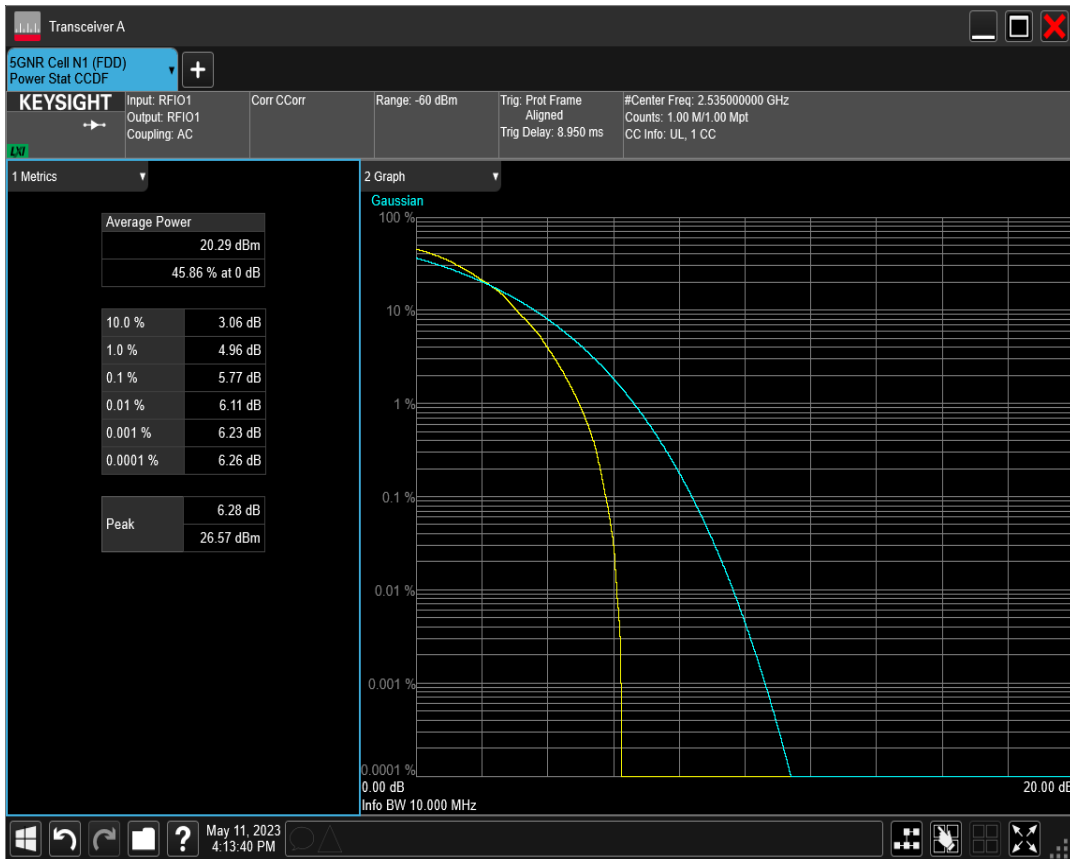 Transceiver A
5GNR Cell N1 (FDD)
Power Stat CCDF
KEYSIGHT
LXI
Input: RFIO1
Output: RFIO1
Coupling: AC
Corr CCorr
Range: -60 dBm
Trig: Prot Frame
Aligned
Trig Delay: 8.950 ms
#Center Freq: 2.535000000 GHz
Counts: 1.00 M/1.00 Mpt
CC Info: UL, 1 CC
1 Metrics
Average Power
20.29 dBm
45.86 % at 0 dB
10.0 % 3.06 dB
1.0 % 4.96 dB
0.1 % 5.77 dB
0.01 % 6.11 dB
0.001 % 6.23 dB
0.0001 % 6.26 dB
Peak 6.28 dB
26.57 dBm
2 Graph
Gaussian
100 %
10 %
1 %
0.1 %
0.01 %
0.001 %
0.0001 %
0.00 dB 20.00 dB
Info BW 10.000 MHz
?
May 11, 2023
4:13:40 PM